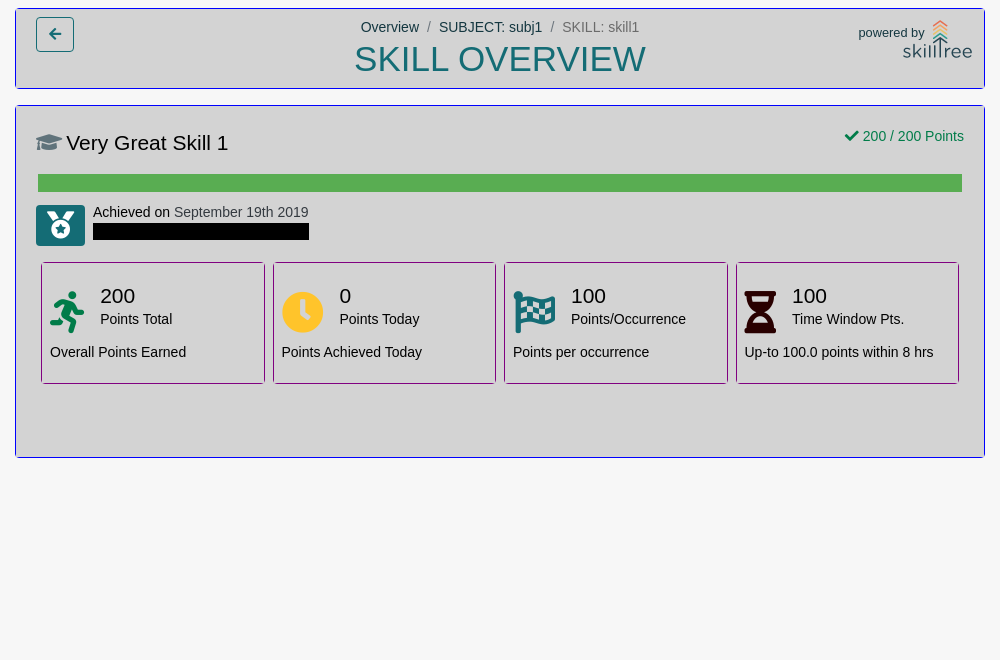 Overview / SUBJECT: subj1 / SKILL: skill1
SKILL OVERVIEW
powered by
skilltree
Very Great Skill 1
200 / 200 Points
Achieved on September 19th 2019
200
Points Total
Overall Points Earned
0
Points Today
Points Achieved Today
100
Points/Occurrence
Points per occurrence
100
Time Window Pts.
Up-to 100.0 points within 8 hrs